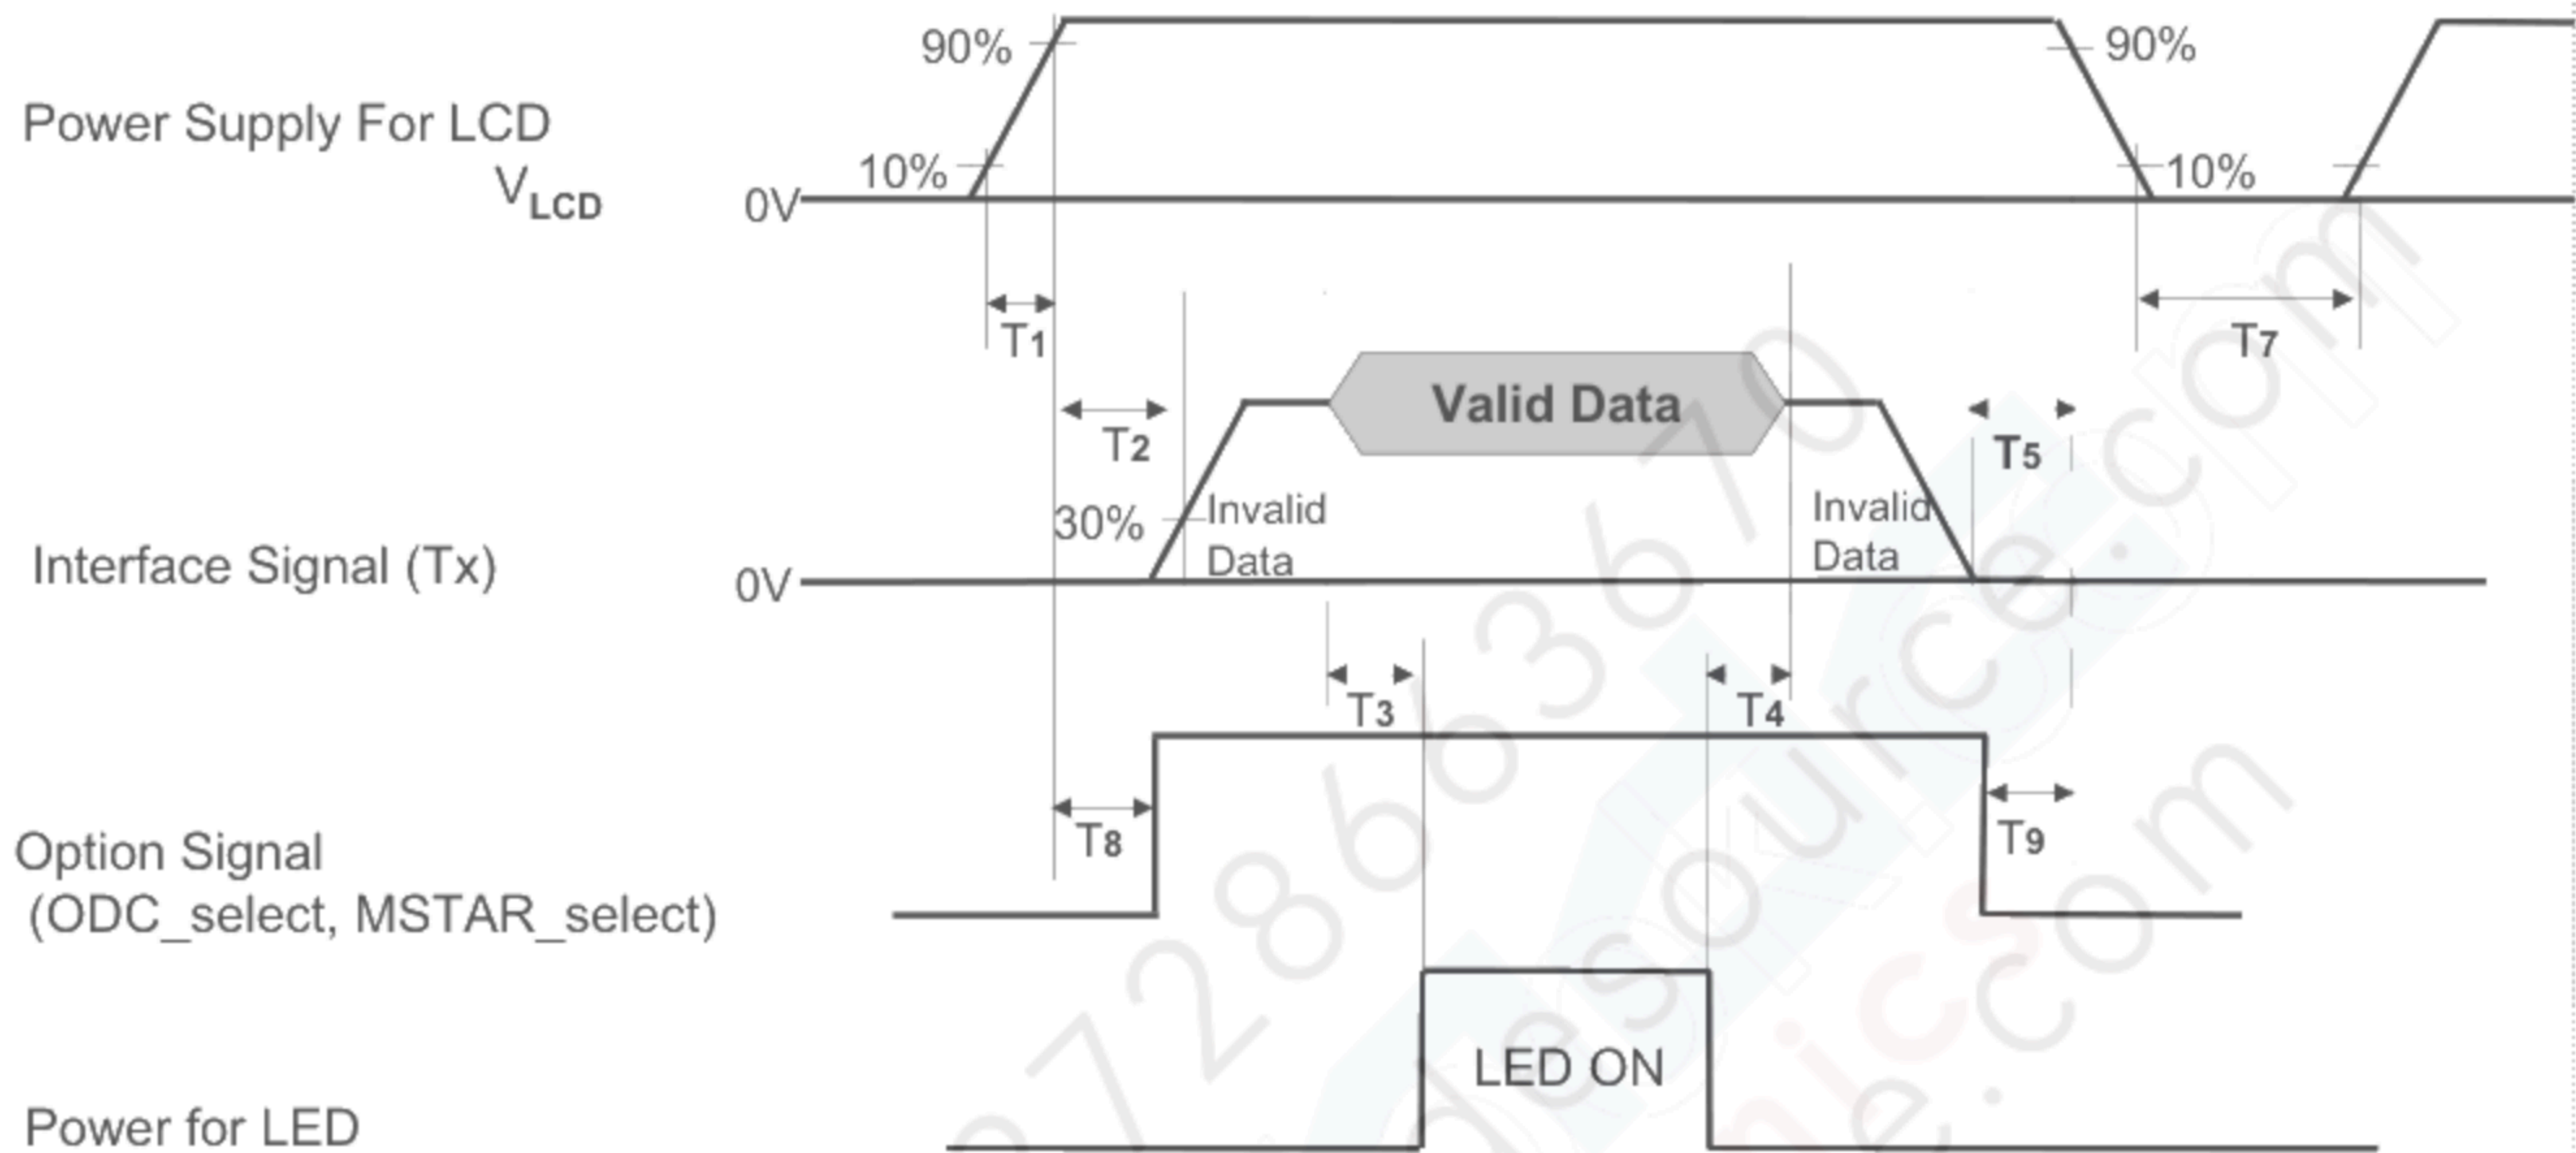 90%
90%
Power Supply For LCD
10%
10%
VLCD
0V
T1
T7
Valid Data
T2
T5
30%
Invalid
Data
Invalid
Data
Interface Signal (Tx)
0V
T3
T4
T8
T9
Option Signal
(ODC_select, MSTAR_select)
LED ON
Power for LED